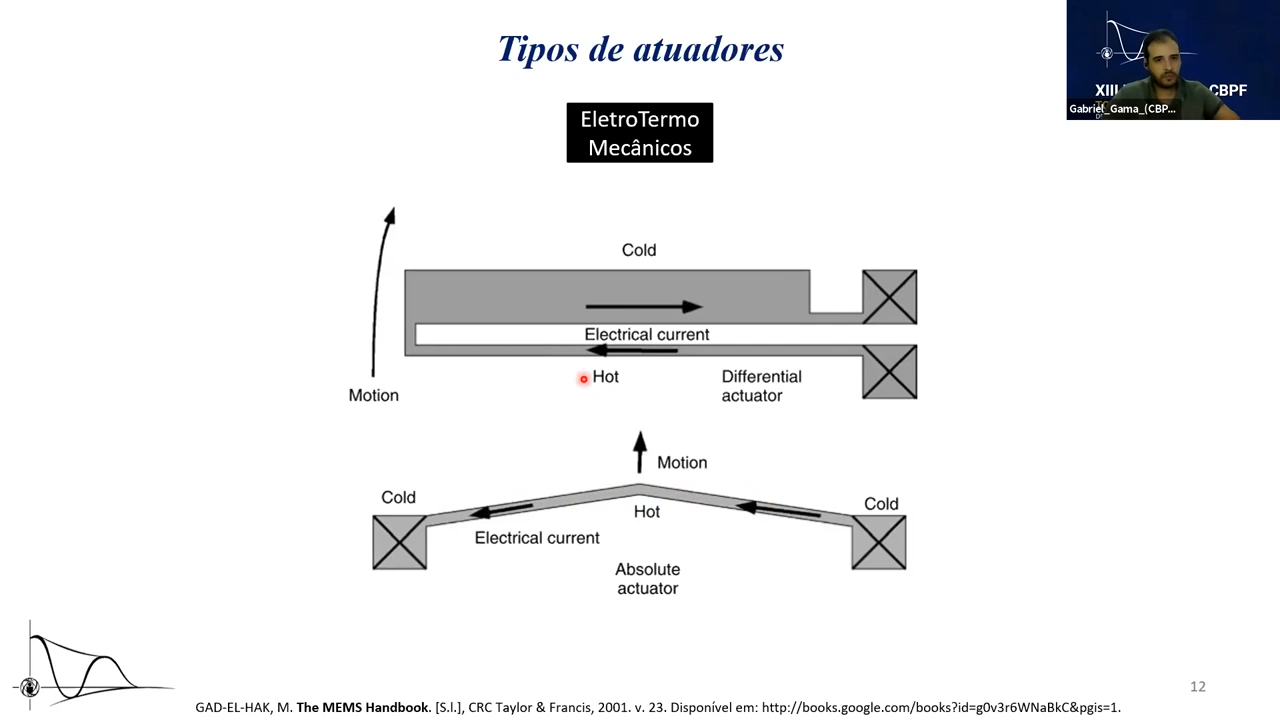 Tipos de atuadores
XIII CBPF
Gabriel_Gama_(CBP...
EletroTermo
Mecânicos
Cold
Electrical current
Hot
Differential
actuator
Motion
Motion
Cold
Cold
Hot
Electrical current
Absolute
actuator
12
GAD-EL-HAK, M. The MEMS Handbook. [S.l.], CRC Taylor & Francis, 2001. v. 23. Disponível em: http://books.google.com/books?id=g0v3r6WNaBkC&pgis=1.